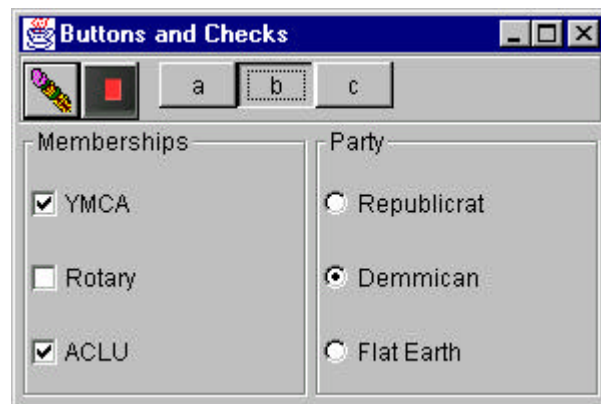 Buttons and Checks
a b c
Memberships Party
YMCA Republicrat
Rotary Demmican
ACLU Flat Earth